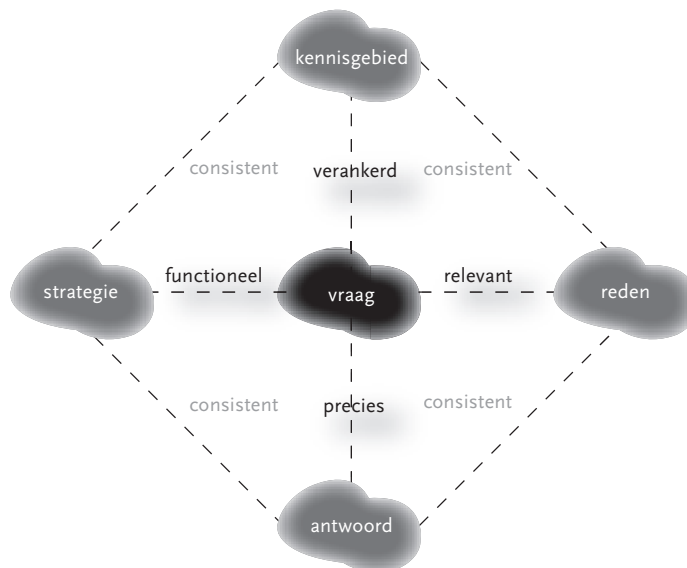 kennisgebied
consistent
verankerd
consistent
functioneel
relevant
strategie
vraag
reden
consistent
precies
consistent
antwoord